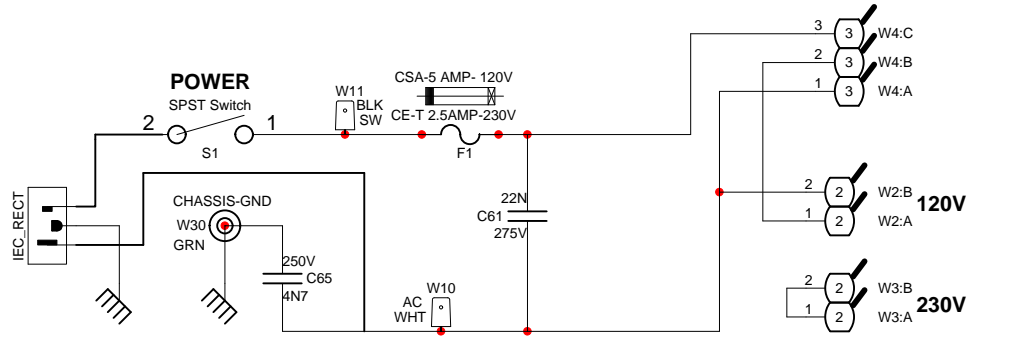 POWER
SPST Switch
2
1
S1
W11
BLK
SW
CSA-5 AMP- 120V
CE-T 2.5AMP-230V
F1
IEC_RECT
CHASSIS-GND
W30
GRN
250V
C65
4N7
22N
C61
275V
W10
AC
WHT
3 3 W4:C
2 3 W4:B
1 3 W4:A
2 2 W2:B
1 2 W2:A
120V
2 2 W3:B
1 2 W3:A
230V